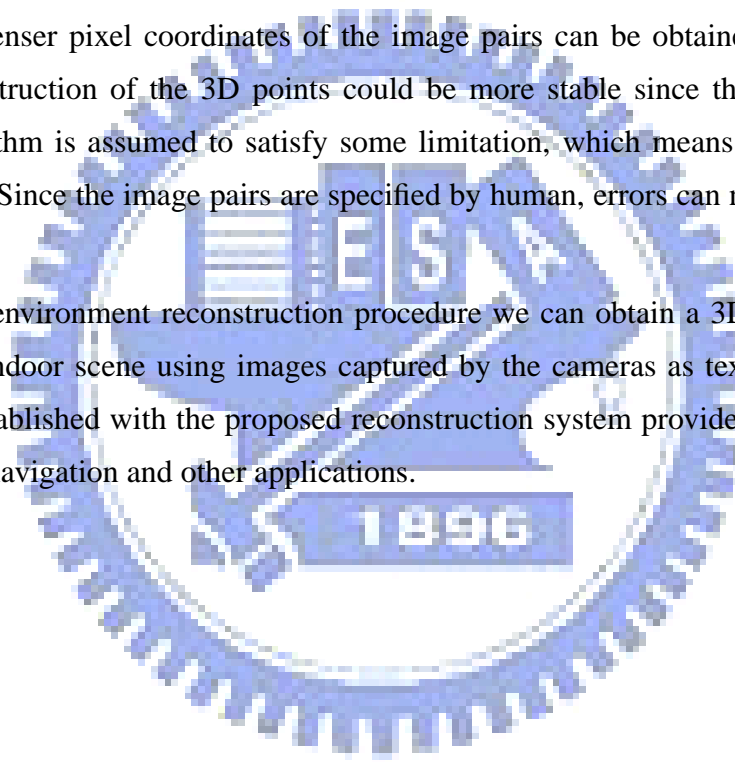 enser pixel coordinates of the image pairs can be obtaine
truction of the 3D points could be more stable since th
thm is assumed to satisfy some limitation, which means
Since the image pairs are specified by human, errors can r
E S A
environment reconstruction procedure we can obtain a 3D
ndoor scene using images captured by the cameras as tex
ablished with the proposed reconstruction system provide
avigation and other applications.
1896